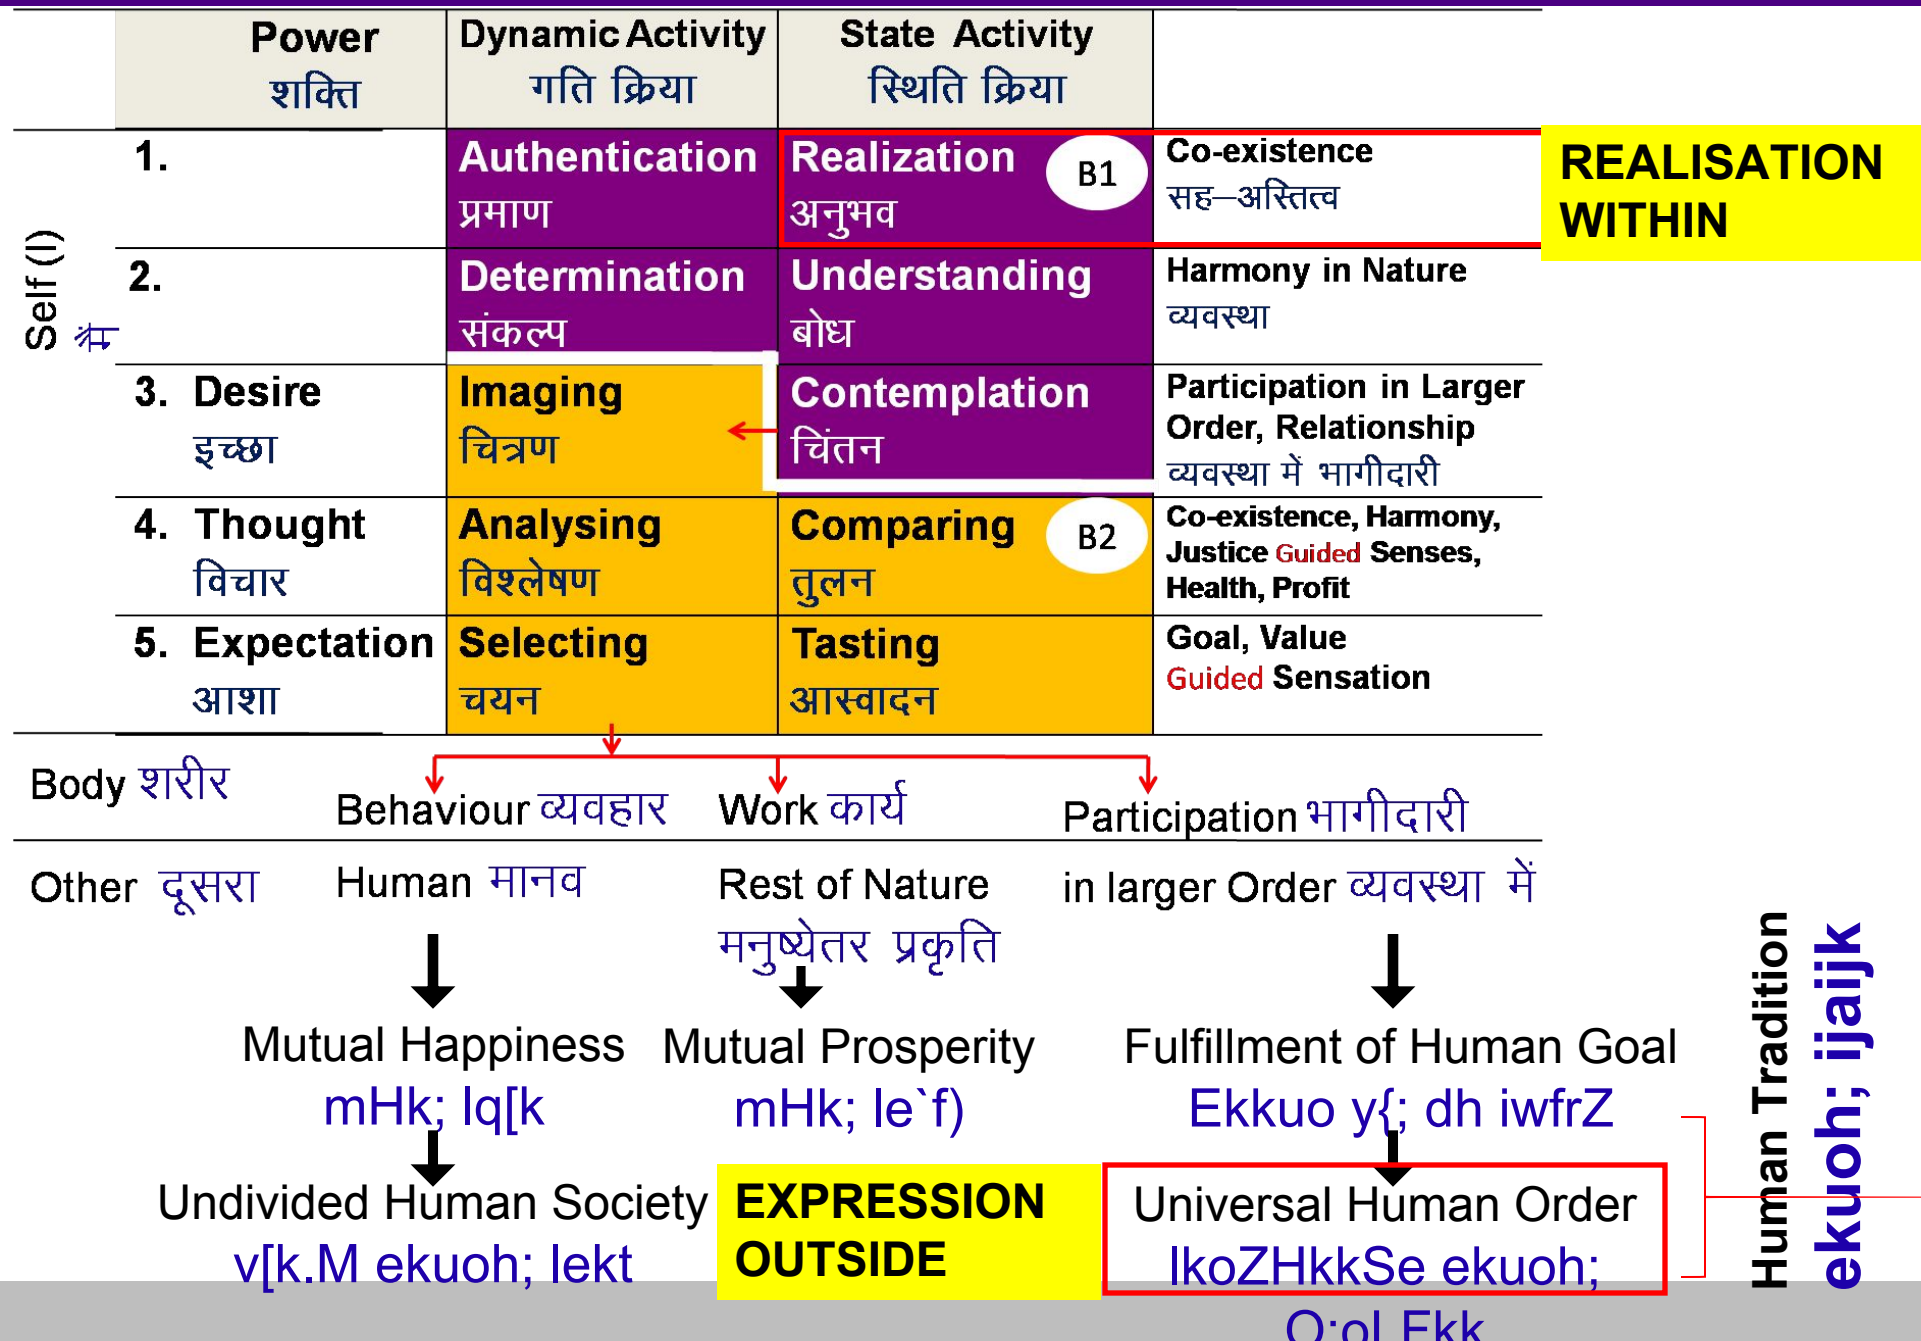 Power Dynamic Activity State Activity
शक्ति गति क्रिया स्थिति क्रिया
Self (I)
में
1. Authentication Realization B1 Co-existence
प्रमाण अनुभव सह–अस्तित्व
REALISATION
WITHIN
2. Determination Understanding Harmony in Nature
संकल्प बोध व्यवस्था
3. Desire Imaging Contemplation Participation in Larger
Order, Relationship
इच्छा चित्रण चिंतन व्यवस्था में भागीदारी
4. Thought Analysing Comparing B2 Co-existence, Harmony,
Justice Guided Senses,
विचार विश्लेषण तुलन Health, Profit
5. Expectation Selecting Tasting Goal, Value
आशा चयन आस्वादन Guided Sensation
Body शरीर
Behaviour व्यवहार Work कार्य Participation भागीदारी
Other दूसरा Human मानव Rest of Nature in larger Order व्यवस्था में
मनुष्येतर प्रकृति
Mutual Happiness Mutual Prosperity Fulfillment of Human Goal
mHk; lq[k mHk; le`f) Ekkuo y{; dh iwfrZ
Undivided Human Society EXPRESSION Universal Human Order
v[k.M ekuoh; lekt OUTSIDE lkoZHkkSe ekuoh;
O;oLFkk
Human Tradition
ekuoh; ijaijk